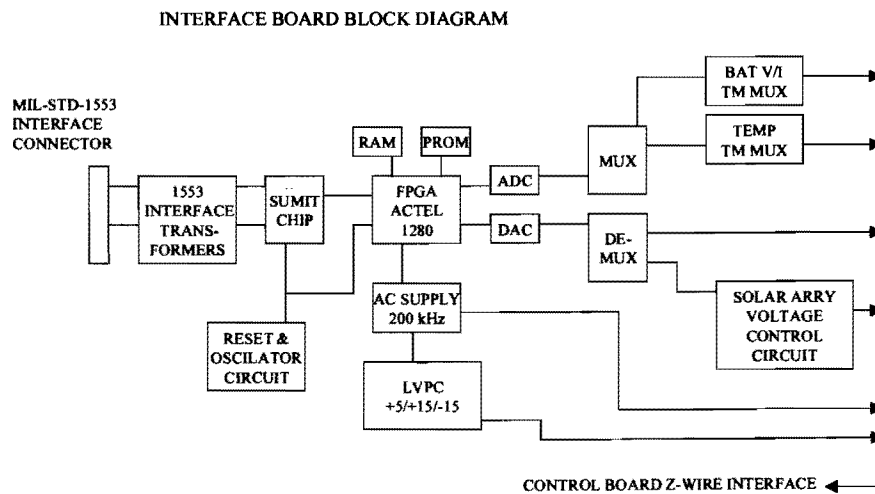 INTERFACE BOARD BLOCK DIAGRAM
MIL-STD-1553
INTERFACE
CONNECTOR
1553
INTERFACE
TRANS-
FORMERS
SUMIT
CHIP
RAM
PROM
FPGA
ACTEL
1280
ADC
DAC
MUX
DE-
MUX
BAT V/I
TM MUX
TEMP
TM MUX
SOLAR ARRY
VOLTAGE
CONTROL
CIRCUIT
RESET &
OSCILATOR
CIRCUIT
AC SUPPLY
200 kHz
LVPC
+5/+15/-15
CONTROL BOARD Z-WIRE INTERFACE